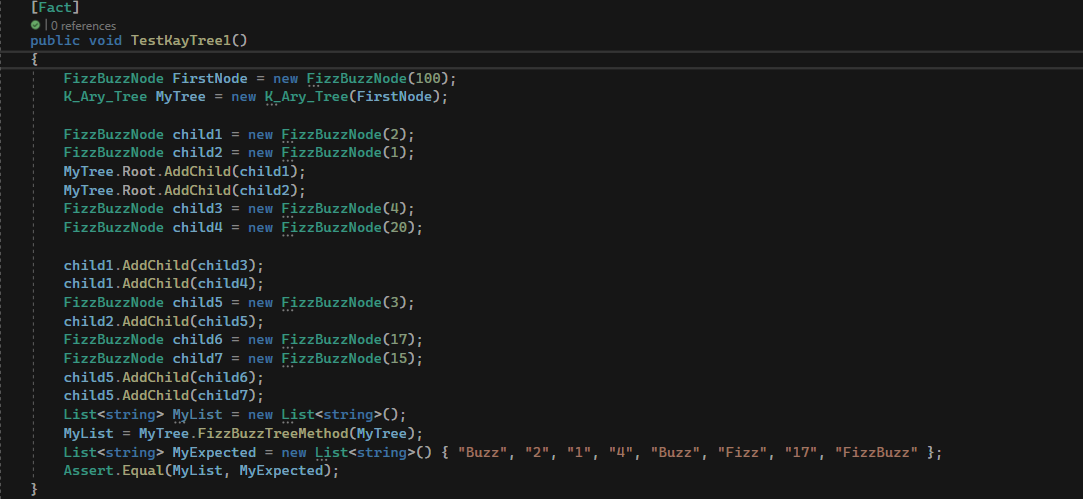 [Fact]
| 0 references
public void TestKayTree1()
{
FizzBuzzNode FirstNode = new FizzBuzzNode(100);
K_Ary_Tree MyTree = new K_Ary_Tree(FirstNode);
FizzBuzzNode child1 = new FizzBuzzNode(2);
FizzBuzzNode child2 = new FizzBuzzNode(1);
MyTree.Root.AddChild(child1);
MyTree.Root.AddChild(child2);
FizzBuzzNode child3 = new FizzBuzzNode(4);
FizzBuzzNode child4 = new FizzBuzzNode(20);
child1.AddChild(child3);
child1.AddChild(child4);
FizzBuzzNode child5 = new FizzBuzzNode(3);
child2.AddChild(child5);
FizzBuzzNode child6 = new FizzBuzzNode(17);
FizzBuzzNode child7 = new FizzBuzzNode(15);
child5.AddChild(child6);
child5.AddChild(child7);
List<string> MyList = new List<string>();
MyList = MyTree.FizzBuzzTreeMethod(MyTree);
List<string> MyExpected = new List<string>() { "Buzz", "2", "1", "4", "Buzz", "Fizz", "17", "FizzBuzz" };
Assert.Equal(MyList, MyExpected);
}